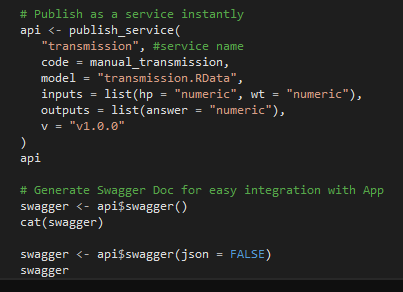 # Publish as a service instantly
api <- publish_service(
   "transmission", #service name
   code = manual_transmission,
   model = "transmission.RData",
   inputs = list(hp = "numeric", wt = "numeric"),
   outputs = list(answer = "numeric"),
   v = "v1.0.0"
)
api

# Generate Swagger Doc for easy integration with App
swagger <- api$swagger()
cat(swagger)

swagger <- api$swagger(json = FALSE)
swagger